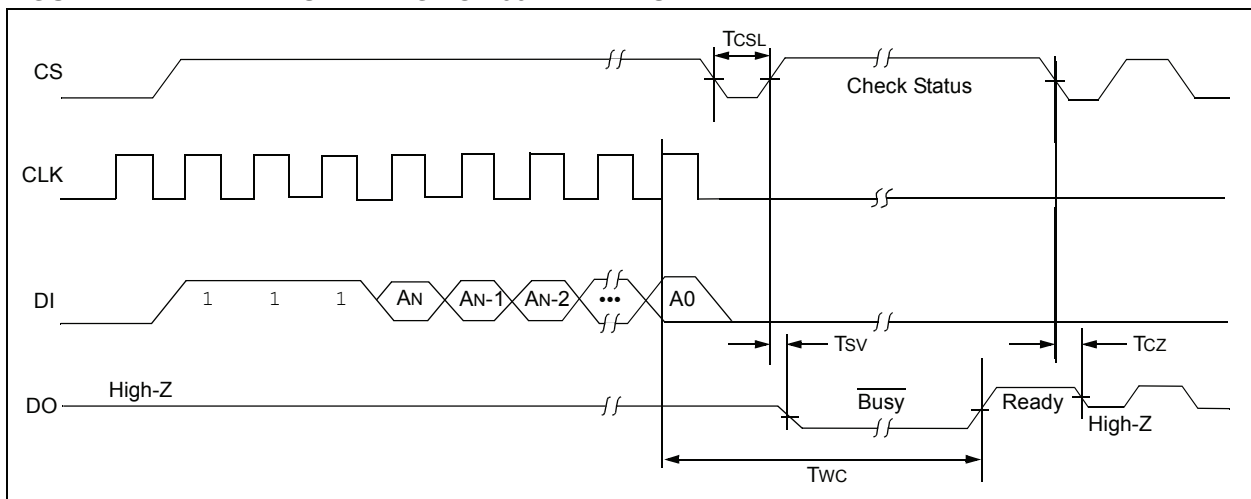 TCSL
CS
Check Status
CLK
DI
1 1 1 AN AN-1 AN-2 ••• A0
TSV
TCZ
High-Z
DO
Busy
Ready
High-Z
TWC